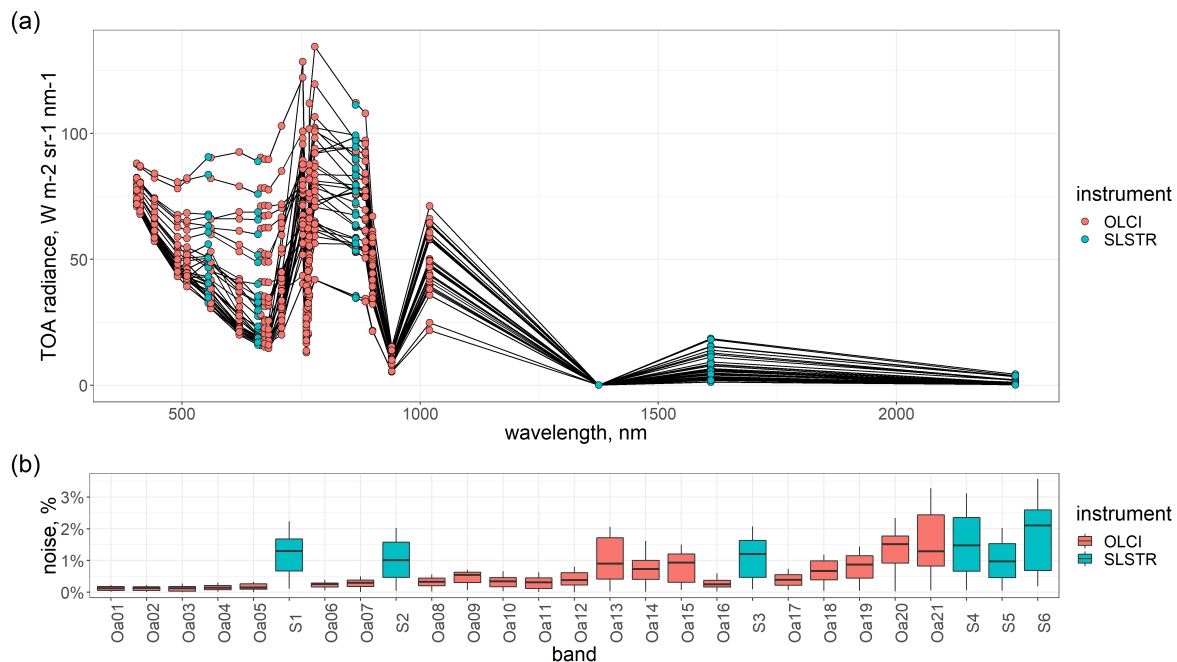 (a)
TOA radiance, W m-2 sr-1 nm-1
100
50
0
500 1000 1500 2000
wavelength, nm
instrument
OLCI
SLSTR
(b)
noise, %
3%
2%
1%
0%
Oa01 Oa02 Oa03 Oa04 Oa05 S1 Oa06 Oa07 S2 Oa08 Oa09 Oa10 Oa11 Oa12 Oa13 Oa14 Oa15 Oa16 S3 Oa17 Oa18 Oa19 Oa20 Oa21 S4 S5 S6
band
instrument
OLCI
SLSTR